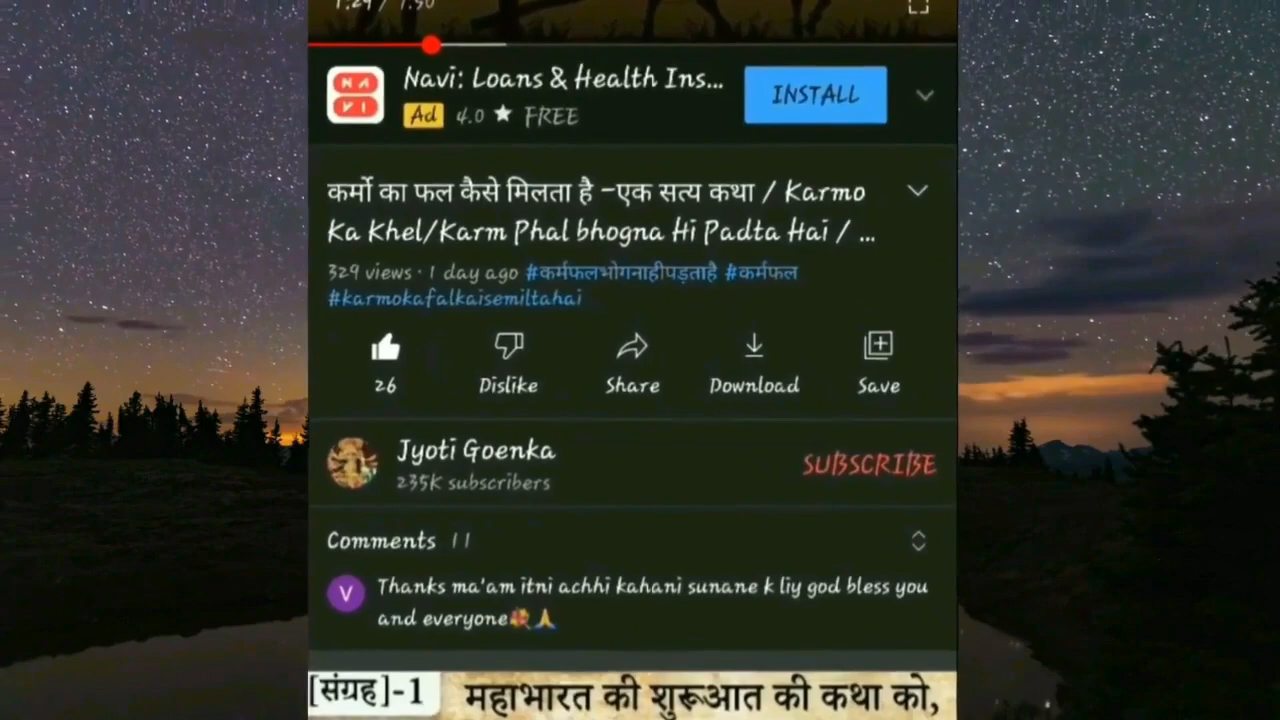 Navi: Loans & Health Ins...
INSTALL
Ad 4.0 ★ FREE
कर्मो का फल कैसे मिलता है -एक सत्य कथा / Karmo
Ka Khel/Karm Phal bhogna Hi Padta Hai / ...
329 views · 1 day ago #कर्मफलभोगनाहीपड़ताहै #कर्मफल
#karmokafalkaisemiltahai
26 Dislike Share Download Save
Jyoti Goenka
SUBSCRIBE
235K subscribers
Comments 11
V
Thanks ma'am itni achhi kahani sunane k liy god bless you
and everyone💐🙏
[संग्रह]-1 महाभारत की शुरूआत की कथा को,